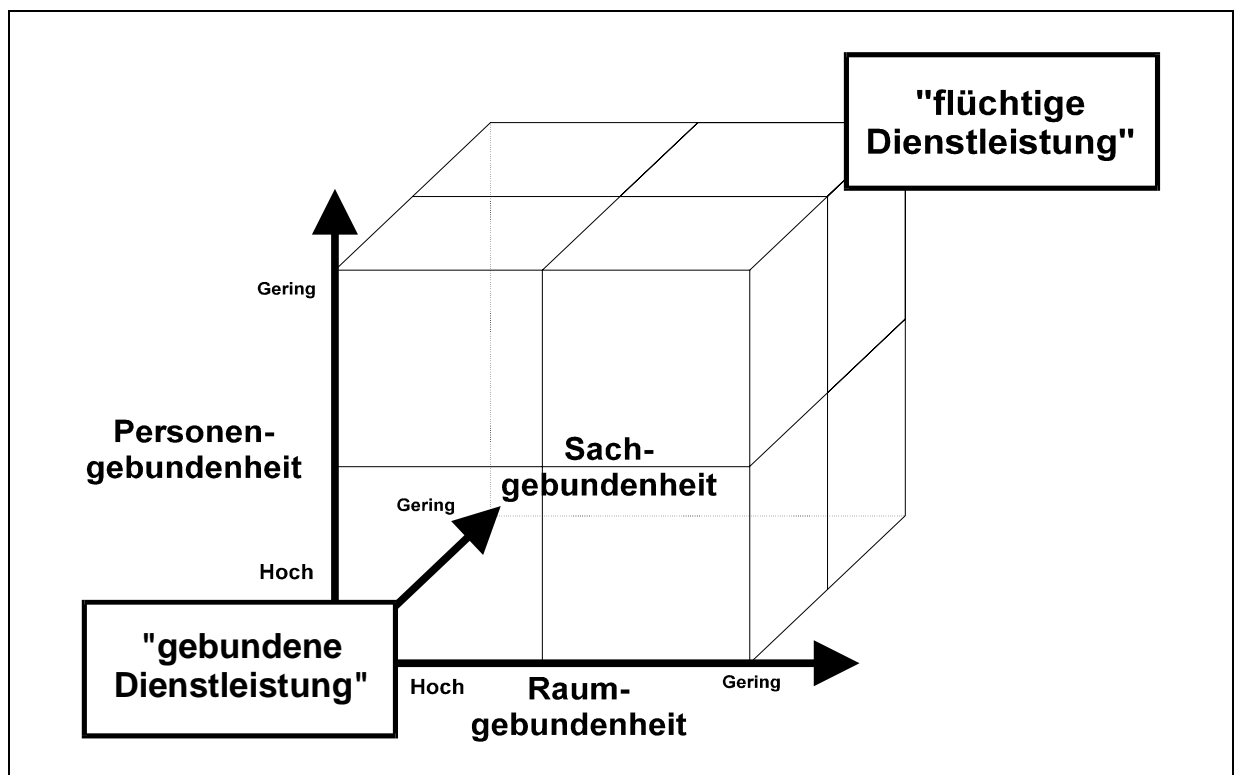 "flüchtige
Dienstleistung"
Gering
Personen-
gebundenheit
Sach-
gebundenheit
Gering
Hoch
"gebundene
Dienstleistung"
Hoch
Raum-
gebundenheit
Gering